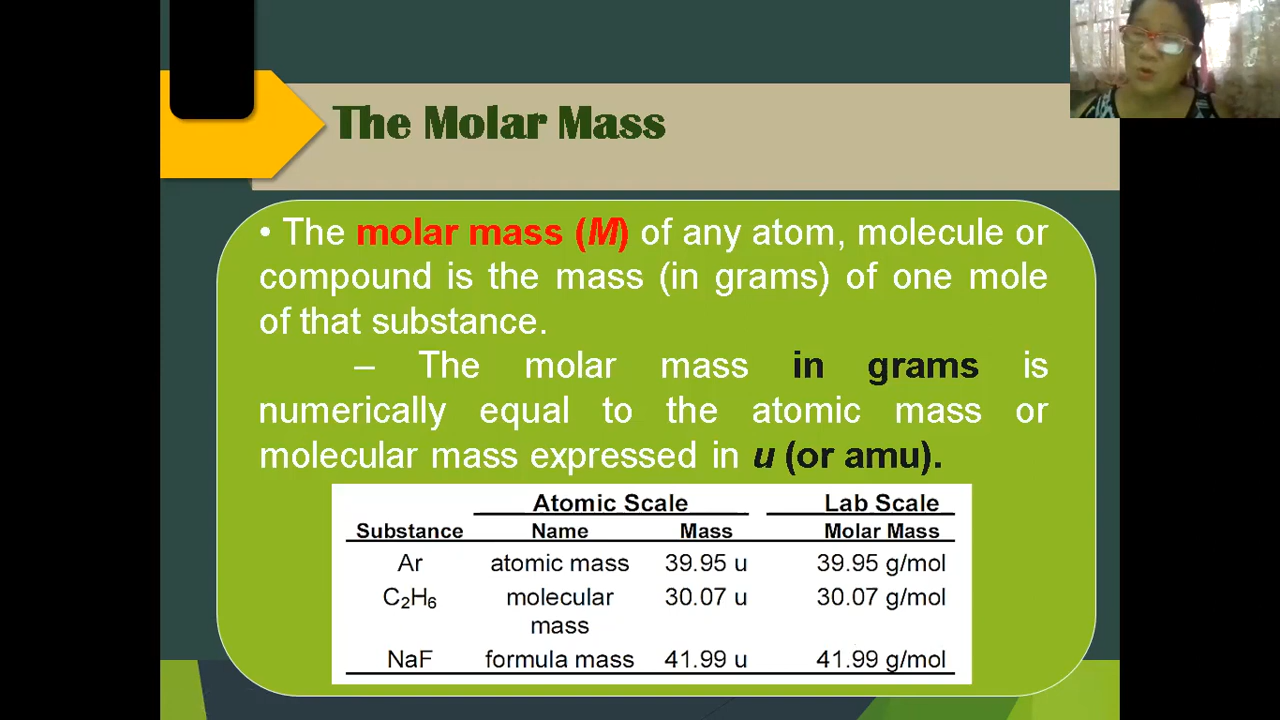 The Molar Mass
• The molar mass (M) of any atom, molecule or
compound is the mass (in grams) of one mole
of that substance.
– The molar mass in grams is
numerically equal to the atomic mass or
molecular mass expressed in u (or amu).
Atomic Scale Lab Scale
Substance Name Mass Molar Mass
Ar atomic mass 39.95 u 39.95 g/mol
C₂H₆ molecular 30.07 u 30.07 g/mol
mass
NaF formula mass 41.99 u 41.99 g/mol